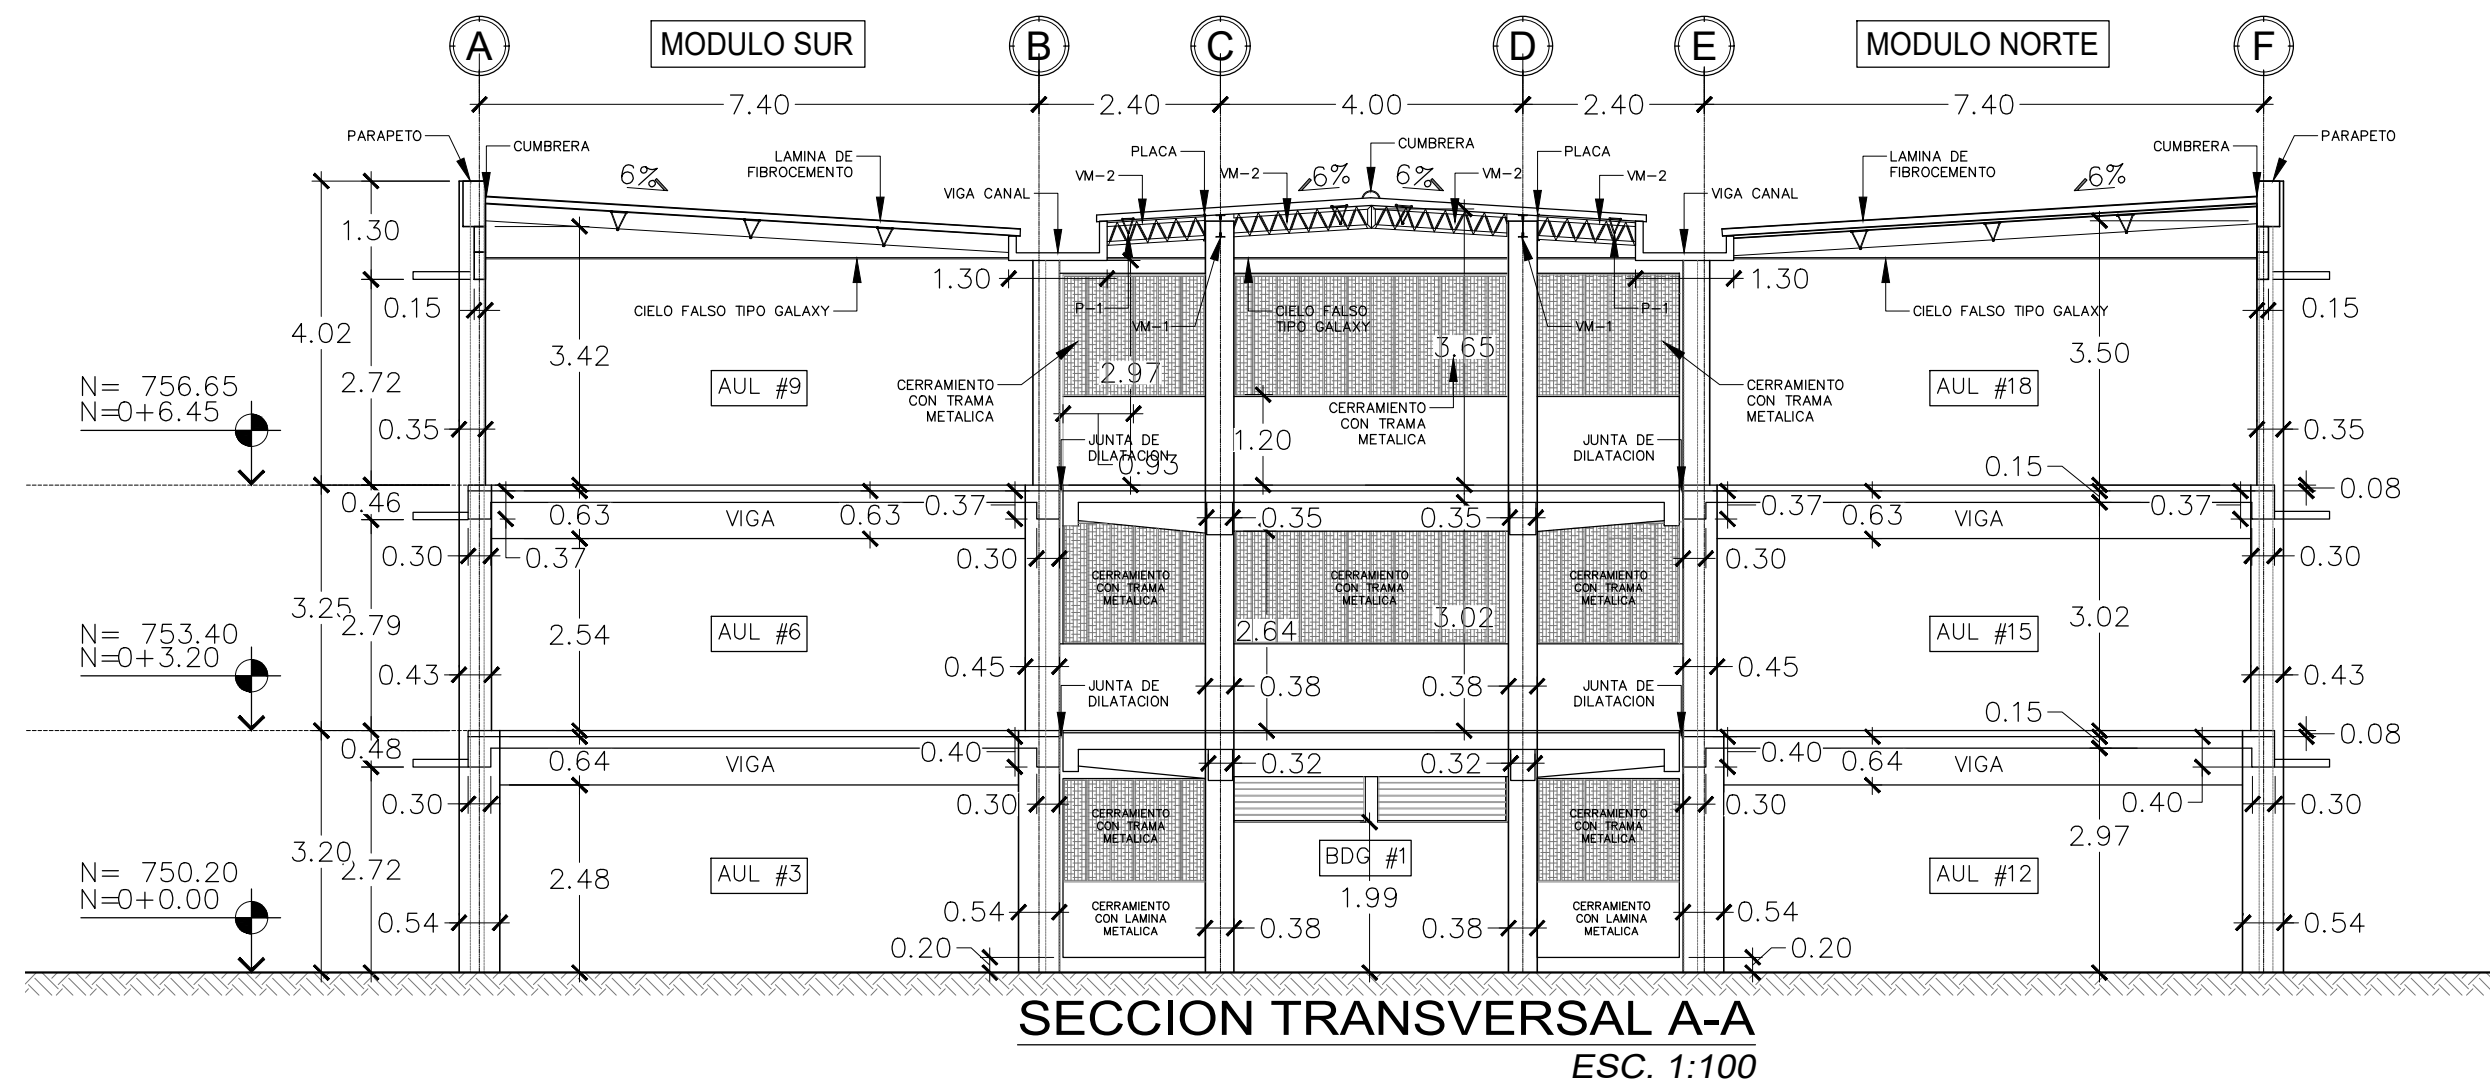 A
MODULO SUR
B
C
D
E
MODULO NORTE
F
7.40
2.40
4.00
2.40
7.40
PARAPETO
CUMBRERA
LAMINA DE
FIBROCEMENTO
6%
VIGA CANAL
VM-2
PLACA
VM-2
6%
CUMBRERA
6%
VM-2
PLACA
VM-2
VIGA CANAL
LAMINA DE
FIBROCEMENTO
6%
CUMBRERA
PARAPETO
1.30
0.15
4.02
2.72
0.35
CIELO FALSO TIPO GALAXY
3.42
AUL #9
1.30
P-1
VM-1
CIELO FALSO
TIPO GALAXY
3.65
VM-1
P-1
1.30
CIELO FALSO TIPO GALAXY
0.15
3.50
AUL #18
0.35
N= 756.65
N=0+6.45
CERRAMIENTO
CON TRAMA
METALICA
2.97
0.93
1.20
CERRAMIENTO
CON TRAMA
METALICA
CERRAMIENTO
CON TRAMA
METALICA
JUNTA DE
DILATACION
JUNTA DE
DILATACION
0.15
0.08
0.46
0.63
VIGA
0.63
0.37
0.35
0.35
0.37
0.63
VIGA
0.37
0.30
0.37
0.30
0.30
0.30
CERRAMIENTO
CON TRAMA
METALICA
CERRAMIENTO
CON TRAMA
METALICA
CERRAMIENTO
CON TRAMA
METALICA
3.25
2.79
2.54
AUL #6
2.64
3.02
AUL #15
3.02
N= 753.40
N=0+3.20
0.43
0.45
0.38
0.38
0.45
0.43
JUNTA DE
DILATACION
JUNTA DE
DILATACION
0.15
0.08
0.48
0.64
VIGA
0.40
0.32
0.32
0.40
0.64
VIGA
0.30
0.30
0.30
0.40
0.30
CERRAMIENTO
CON TRAMA
METALICA
CERRAMIENTO
CON TRAMA
METALICA
3.20
2.72
2.48
AUL #3
BDG #1
1.99
AUL #12
2.97
N= 750.20
N=0+0.00
0.54
0.54
CERRAMIENTO
CON LAMINA
METALICA
0.38
0.38
CERRAMIENTO
CON LAMINA
METALICA
0.54
0.54
0.20
0.20
SECCION TRANSVERSAL A-A
ESC. 1:100